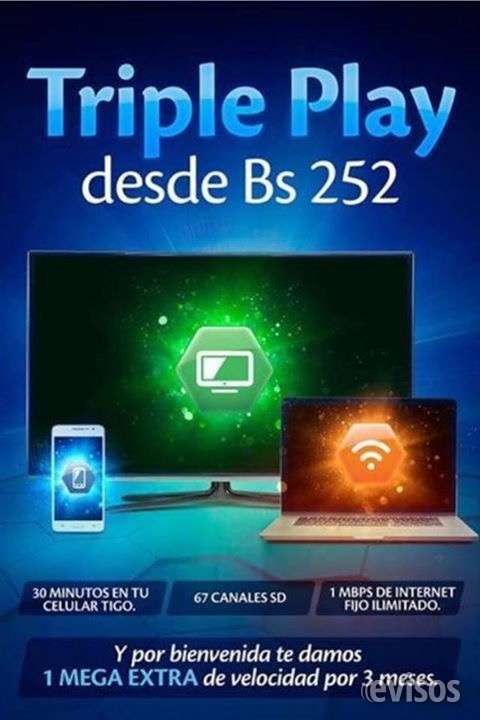 Triple Play
desde Bs 252
30 MINUTOS EN TU
CELULAR TIGO.
67 CANALES SD
1 MBPS DE INTERNET
FIJO ILIMITADO.
Y por bienvenida te damos
1 MEGA EXTRA de velocidad por 3 meses.
evisos